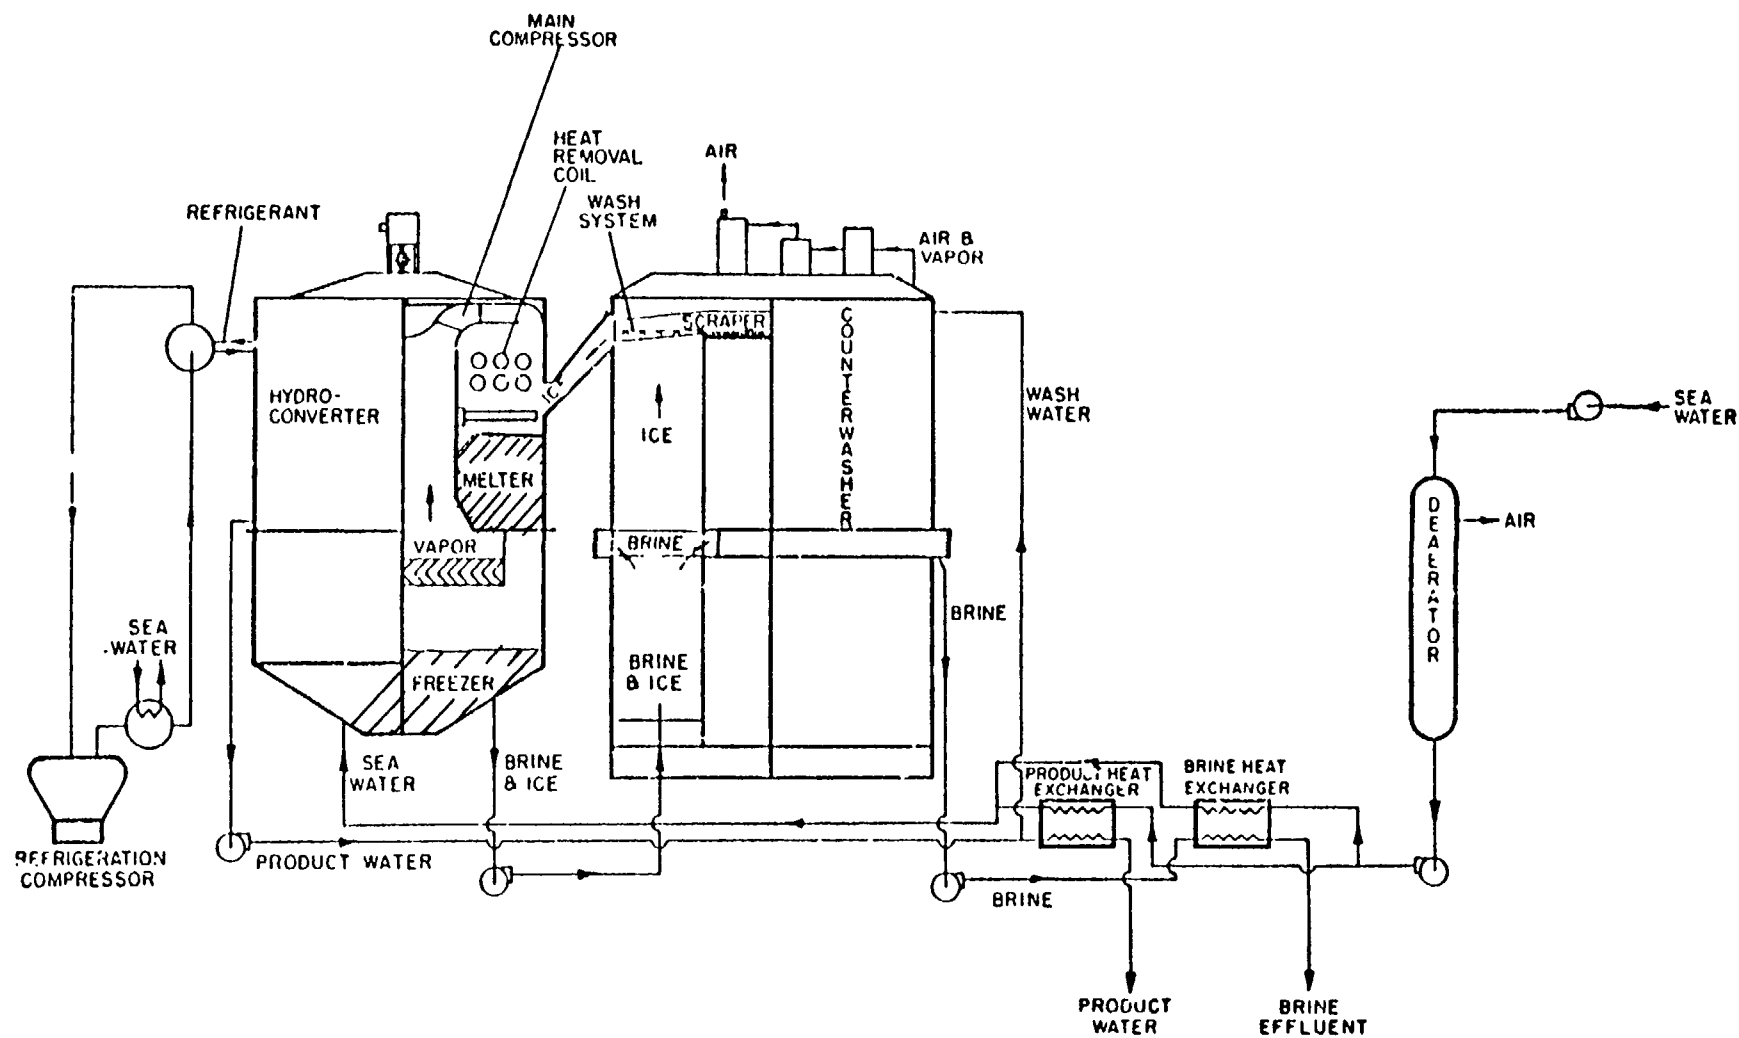 MAIN
COMPRESSOR
HEAT
REMOVAL
COIL
AIR
WASH
SYSTEM
REFRIGERANT
AIR &
VAPOR
SCRAPER
COUNTERWASHER
HYDRO-
CONVERTER
IC
ICE
WASH
WATER
SEA
WATER
MELTER
DEAERATOR
AIR
VAPOR
BRINE
BRINE
SEA
WATER
BRINE
& ICE
FREEZER
SEA
WATER
BRINE
& ICE
PRODUCT HEAT
EXCHANGER
BRINE HEAT
EXCHANGER
REFRIGERATION
COMPRESSOR
PRODUCT WATER
BRINE
PRODUCT
WATER
BRINE
EFFLUENT